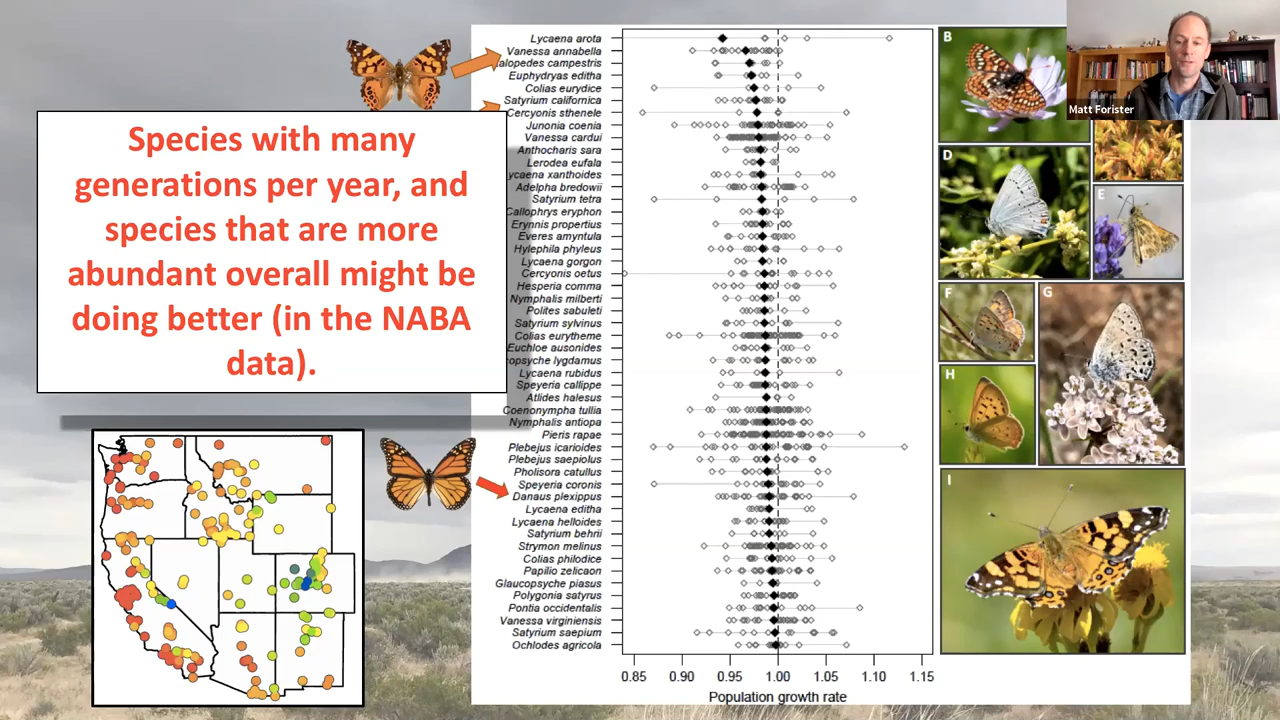 Species with many
generations per year, and
species that are more
abundant overall might be
doing better (in the NABA
data).
Lycaena arota
Vanessa annabella
alopedes campestris
Euphydryas editha
Colias eurydice
Satyrium californica
Cercyonis sthenele
Junonia coenia
Vanessa cardui
Anthocharis sara
Lerodea eufala
ycaena xanthoides
Adelpha bredowii
Satyrium tetra
Callophrys eryphon
Erynnis propertius
Everes amyntula
Hylephila phyleus
Lycaena gorgon
Cercyonis oetus
Hesperia comma
Nymphalis milberti
Polites sabuleti
Satyrium sylvinus
Colias eurytheme
Euchloe ausonides
opsyche lygdamus
Lycaena rubidus
Speyeria callippe
Atlides halesus
Coenonympha tullia
Nymphalis antiopa
Pieris rapae
Plebejus icarioides
Plebejus saepiolus
Pholisora catullus
Speyeria coronis
Danaus plexippus
Lycaena editha
Lycaena helloides
Satyrium behrii
Strymon melinus
Colias philodice
Papilio zelicaon
Glaucopsyche piasus
Polygonia satyrus
Pontia occidentalis
Vanessa virginiensis
Satyrium saepium
Ochlodes agricola
0.85 0.90 0.95 1.00 1.05 1.10 1.15
Population growth rate
B
Matt Forister
D
E
F
G
H
I